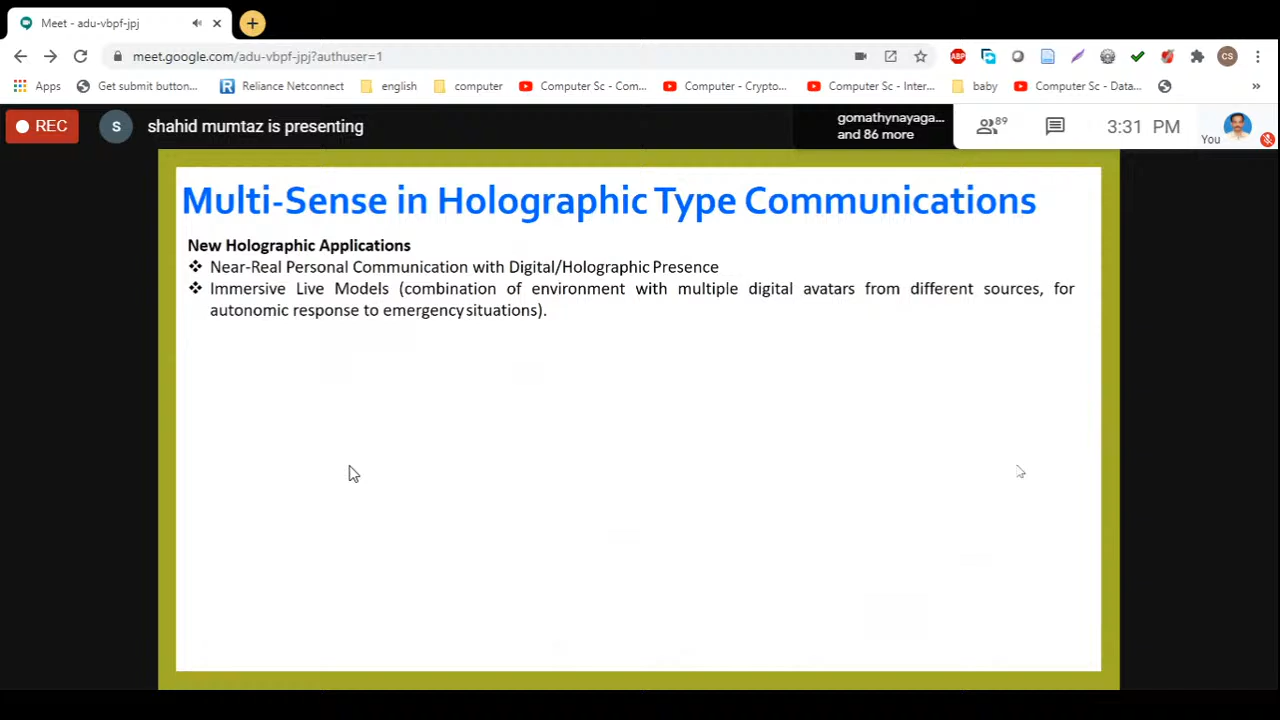 Meet - adu-vbpf-jpj
meet.google.com/adu-vbpf-jpj?authuser=1
ABP
CS
Apps
Get submit button...
R Reliance Netconnect
english
computer
Computer Sc - Com...
Computer - Crypto...
Computer Sc - Inter...
baby
Computer Sc - Data...
»
REC
S
shahid mumtaz is presenting
gomathynayaga...
and 86 more
89
3:31 PM
You
Multi-Sense in Holographic Type Communications
New Holographic Applications
❖ Near-Real Personal Communication with Digital/Holographic Presence
❖ Immersive Live Models (combination of environment with multiple digital avatars from different sources, for
autonomic response to emergency situations).